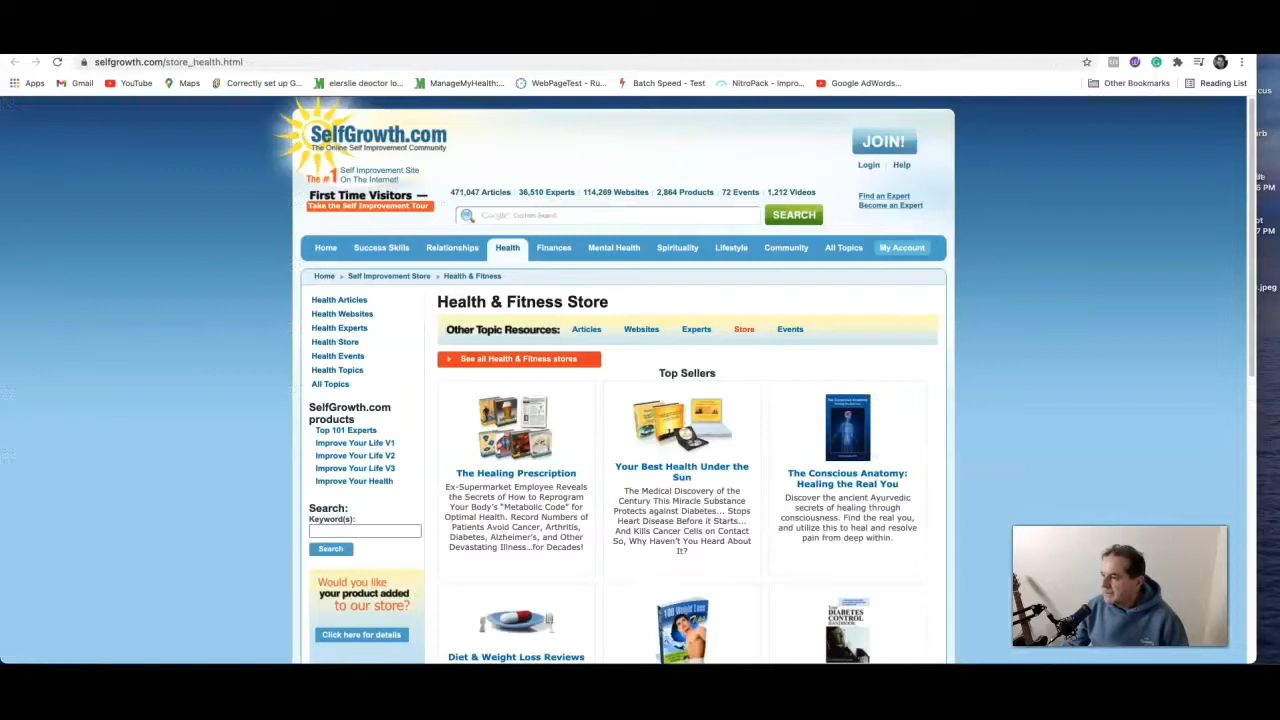 selfgrowth.com/store_health.html
Apps
Gmail
YouTube
Maps
Correctly set up G...
elerslie deoctor lo...
ManageMyHealth:...
WebPageTest - Ru...
Batch Speed - Test
NitroPack - Impro...
Google AdWords...
Other Bookmarks
Reading List
SelfGrowth.com
The Online Self Improvement Community
The #1 Self Improvement Site
On The Internet!
First Time Visitors —
Take the Self Improvement Tour
JOIN!
Login
Help
471,047 Articles 36,510 Experts 114,269 Websites 2,864 Products 72 Events 1,212 Videos
Google Custom Search
SEARCH
Find an Expert
Become an Expert
Home
Success Skills
Relationships
Health
Finances
Mental Health
Spirituality
Lifestyle
Community
All Topics
My Account
Home » Self Improvement Store » Health & Fitness
Health Articles
Health Websites
Health Experts
Health Store
Health Events
Health Topics
All Topics
SelfGrowth.com
products
Top 101 Experts
Improve Your Life V1
Improve Your Life V2
Improve Your Life V3
Improve Your Health
Search:
Keyword(s):
Search
Would you like
your product added
to our store?
Click here for details
Health & Fitness Store
Other Topic Resources: Articles Websites Experts Store Events
See all Health & Fitness stores
Top Sellers
The Healing Prescription
Ex-Supermarket Employee Reveals
the Secrets of How to Reprogram
Your Body's "Metabolic Code" for
Optimal Health. Record Numbers of
Patients Avoid Cancer, Arthritis,
Diabetes, Alzheimer's, and Other
Devastating Illness...for Decades!
Your Best Health Under the
Sun
The Medical Discovery of the
Century This Miracle Substance
Protects against Diabetes... Stops
Heart Disease Before it Starts...
And Kills Cancer Cells on Contact
So, Why Haven't You Heard About
It?
The Conscious Anatomy:
Healing the Real You
Discover the ancient Ayurvedic
secrets of healing through
consciousness. Find the real you,
and utilize this to heal and resolve
pain from deep within.
Diet & Weight Loss Reviews
100 Weight Loss
DIABETES
CONTROL
HANDBOOK